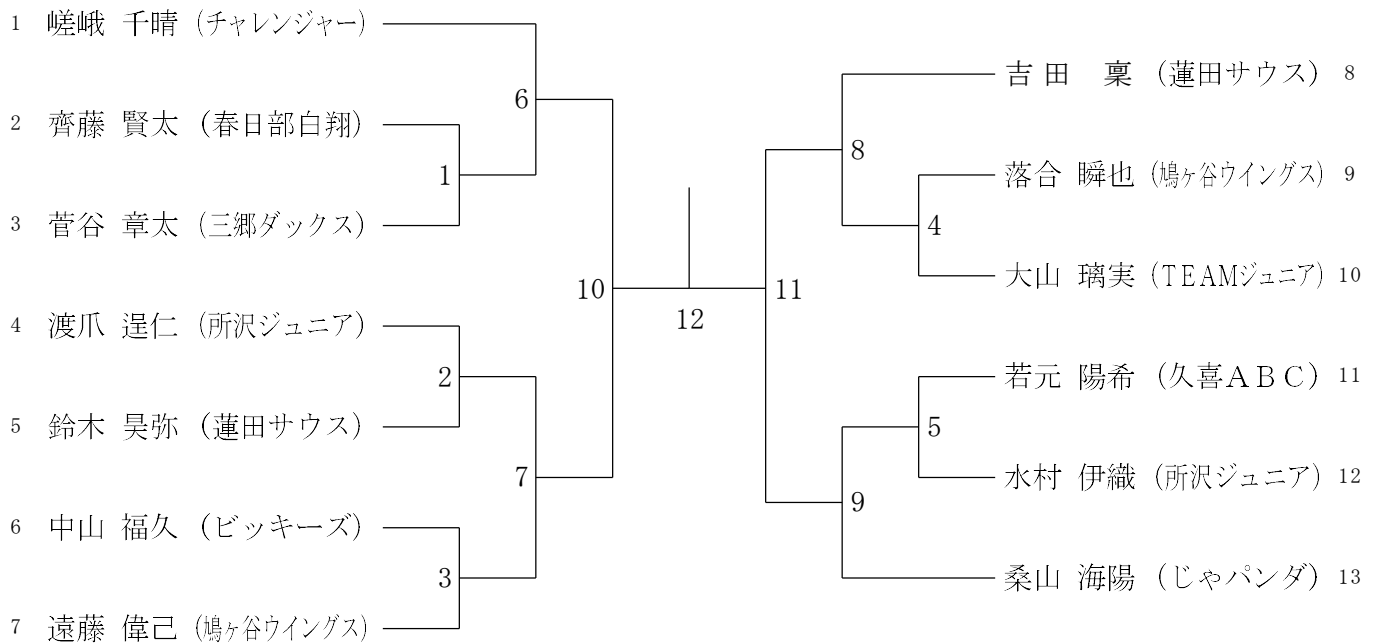 1 嵯峨 千晴 (チャレンジャー)
2 齊藤 賢太 (春日部白翔)
3 菅谷 章太 (三郷ダックス)
4 渡爪 逞仁 (所沢ジュニア)
5 鈴木 昊弥 (蓮田サウス)
6 中山 福久 (ビッキーズ)
7 遠藤 偉己 (鳩ヶ谷ウイングス)
6
1
2
7
3
10
12
11
8
4
5
9
吉田 稟 (蓮田サウス) 8
落合 瞬也 (鳩ヶ谷ウイングス) 9
大山 璃実 (TEAMジュニア) 10
若元 陽希 (久喜ABC) 11
水村 伊織 (所沢ジュニア) 12
桑山 海陽 (じゃパンダ) 13